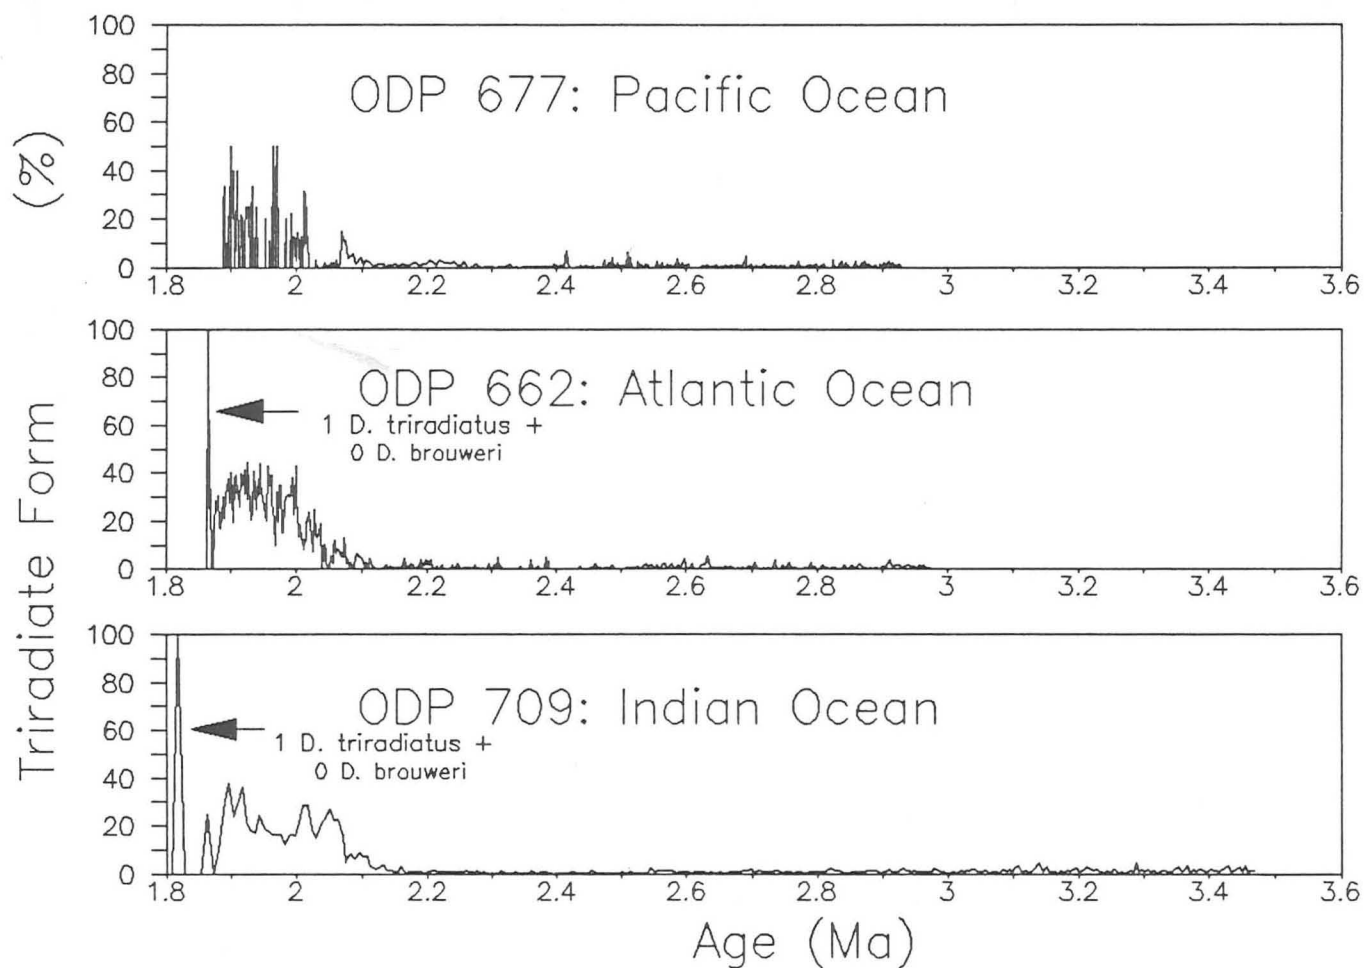 Triradiate Form (%)
100
80
60
40
20
0
ODP 677: Pacific Ocean
1.8 2 2.2 2.4 2.6 2.8 3 3.2 3.4 3.6
100
80
60
40
20
0
ODP 662: Atlantic Ocean
1 D. triradiatus +
0 D. brouweri
1.8 2 2.2 2.4 2.6 2.8 3 3.2 3.4 3.6
100
80
60
40
20
0
ODP 709: Indian Ocean
1 D. triradiatus +
0 D. brouweri
1.8 2 2.2 2.4 2.6 2.8 3 3.2 3.4 3.6
Age (Ma)